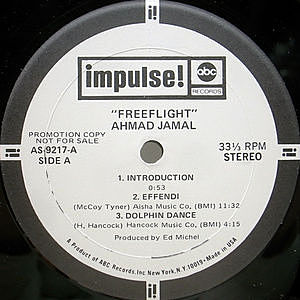 impulse!
abc
RECORDS
"FREEFLIGHT"
AHMAD JAMAL
PROMOTION COPY
NOT FOR SALE
AS-9217-A
SIDE A
33⅓ RPM
STEREO
1. INTRODUCTION
0:53
2. EFFENDI
(McCoy Tyner) Aisha Music Co, (BMI) 11:32
3. DOLPHIN DANCE
(H, Hancock) Hancock Music Co, (BMI) 4:15
Produced by Ed Michel
A Product of ABC Records, Inc. New York, N.Y. 10019 • Made in USA